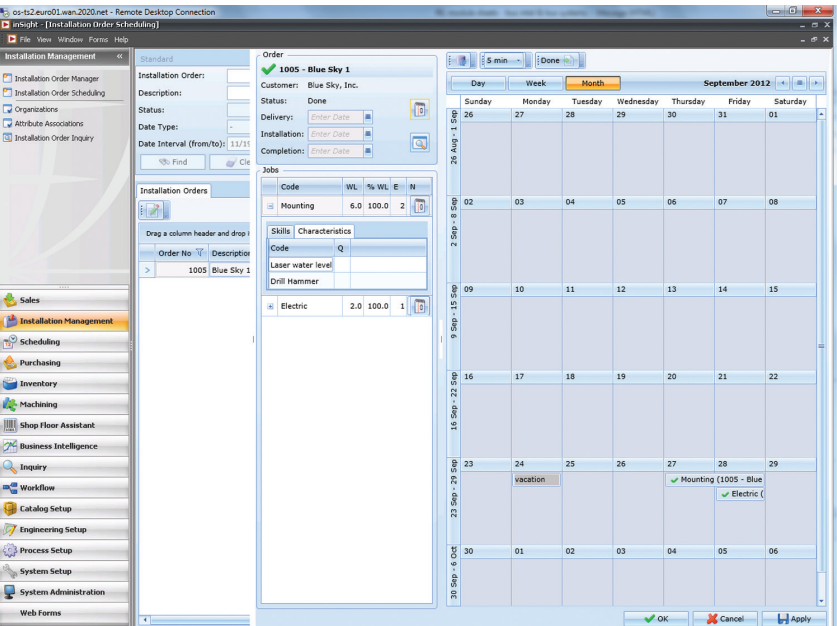 os-ts2.euro01.wan.2020.net - Remote Desktop Connection
inSight - [Installation Order Scheduling]
File View Window Forms Help
Installation Management «
Installation Order Manager
Installation Order Scheduling
Organizations
Attribute Associations
Installation Order Inquiry
Sales
Installation Management
Scheduling
Purchasing
Inventory
Machining
Shop Floor Assistant
Business Intelligence
Inquiry
Workflow
Catalog Setup
Engineering Setup
Process Setup
System Setup
System Administration
Web Forms
Standard
Installation Order:
Description:
Status:
Date Type: -
Date Interval (from/to): 11/19
Find Cle
Installation Orders
Drag a column header and drop i
Order No Description
> 1005 Blue Sky 1
Order
1005 - Blue Sky 1
Customer: Blue Sky, Inc.
Status: Done
Delivery: Enter Date
Installation: Enter Date
Completion: Enter Date
Jobs
Code WL % WL E N
Mounting 6.0 100.0 2
Skills Characteristics
Code Q
Laser water level
Drill Hammer
Electric 2.0 100.0 1
5 min Done
Day Week Month September 2012
Sunday Monday Tuesday Wednesday Thursday Friday Saturday
26 Aug - 1 Sep
26 27 28 29 30 31 01
2 Sep - 8 Sep
02 03 04 05 06 07 08
9 Sep - 15 Sep
09 10 11 12 13 14 15
16 Sep - 22 Sep
16 17 18 19 20 21 22
23 Sep - 29 Sep
23 24 25 26 27 28 29
vacation Mounting (1005 - Blue
Electric (
30 Sep - 6 Oct
30 01 02 03 04 05 06
OK Cancel Apply